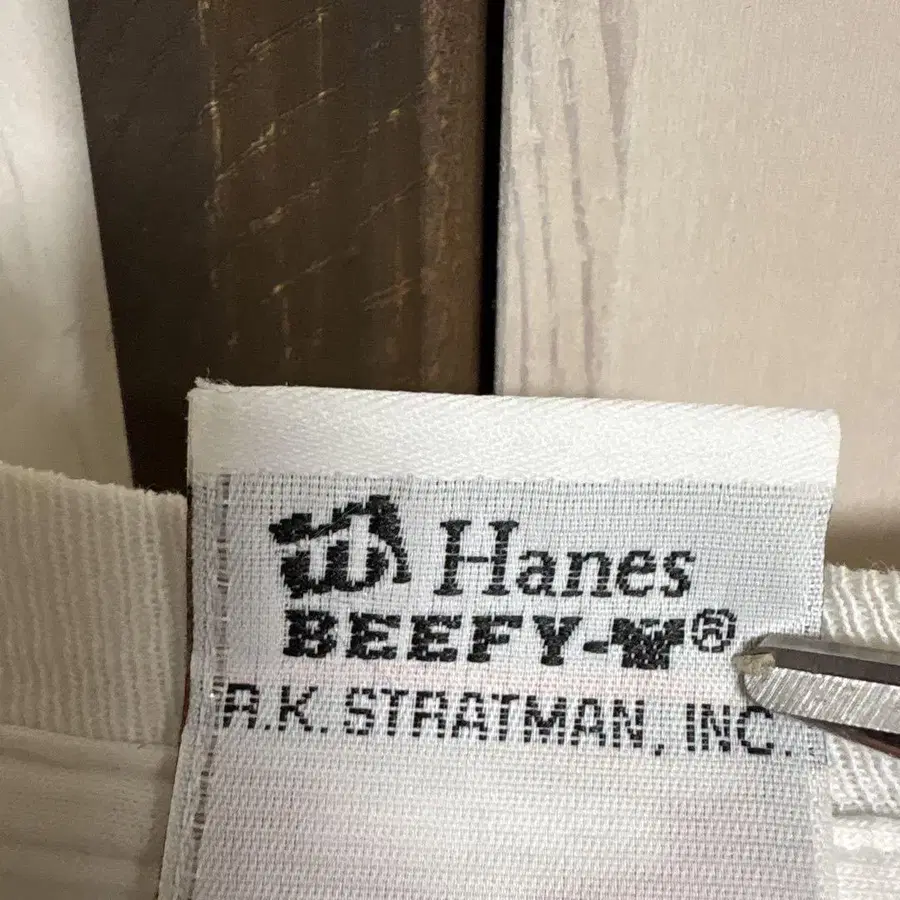 Hanes
BEEFY-T®
R.K. STRATMAN, INC.